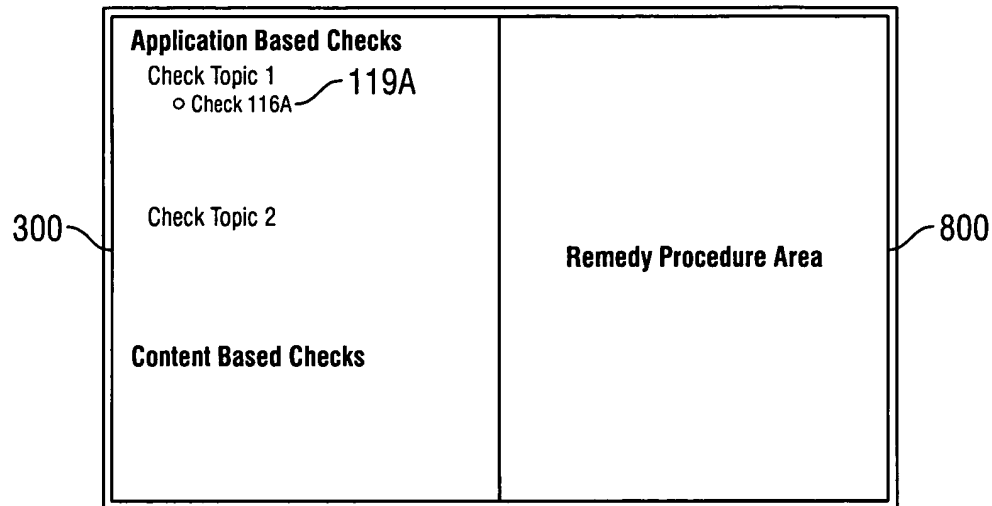 Application Based Checks
Check Topic 1
119A
Check 116A
Check Topic 2
300
800
Remedy Procedure Area
Content Based Checks